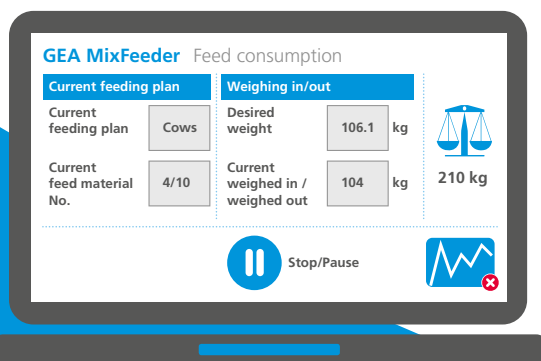 GEA MixFeeder Feed consumption
Current feeding plan
Weighing in/out
Current
feeding plan
Cows
Desired
weight
106.1
kg
Current
feed material
No.
4/10
Current
weighed in /
weighed out
104
kg
210 kg
Stop/Pause